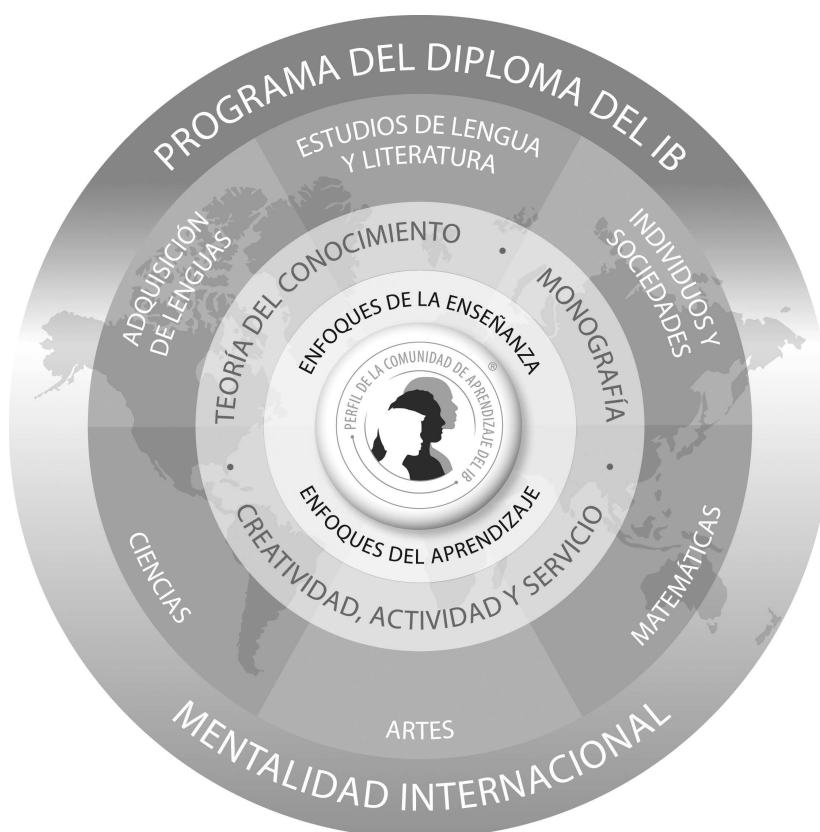 PROGRAMA DEL DIPLOMA DEL IB
ESTUDIOS DE LENGUA
Y LITERATURA
ADQUISICIÓN
DE LENGUAS
INDIVIDUOS Y
SOCIEDADES
TEORÍA DEL CONOCIMIENTO •
MONOGRAFÍA •
ENFOQUES DE LA ENSEÑANZA
• PERFIL DE LA COMUNIDAD DE APRENDIZAJE DEL IB •
®
ENFOQUES DEL APRENDIZAJE
CREATIVIDAD, ACTIVIDAD Y SERVICIO •
CIENCIAS
MATEMÁTICAS
ARTES
MENTALIDAD INTERNACIONAL